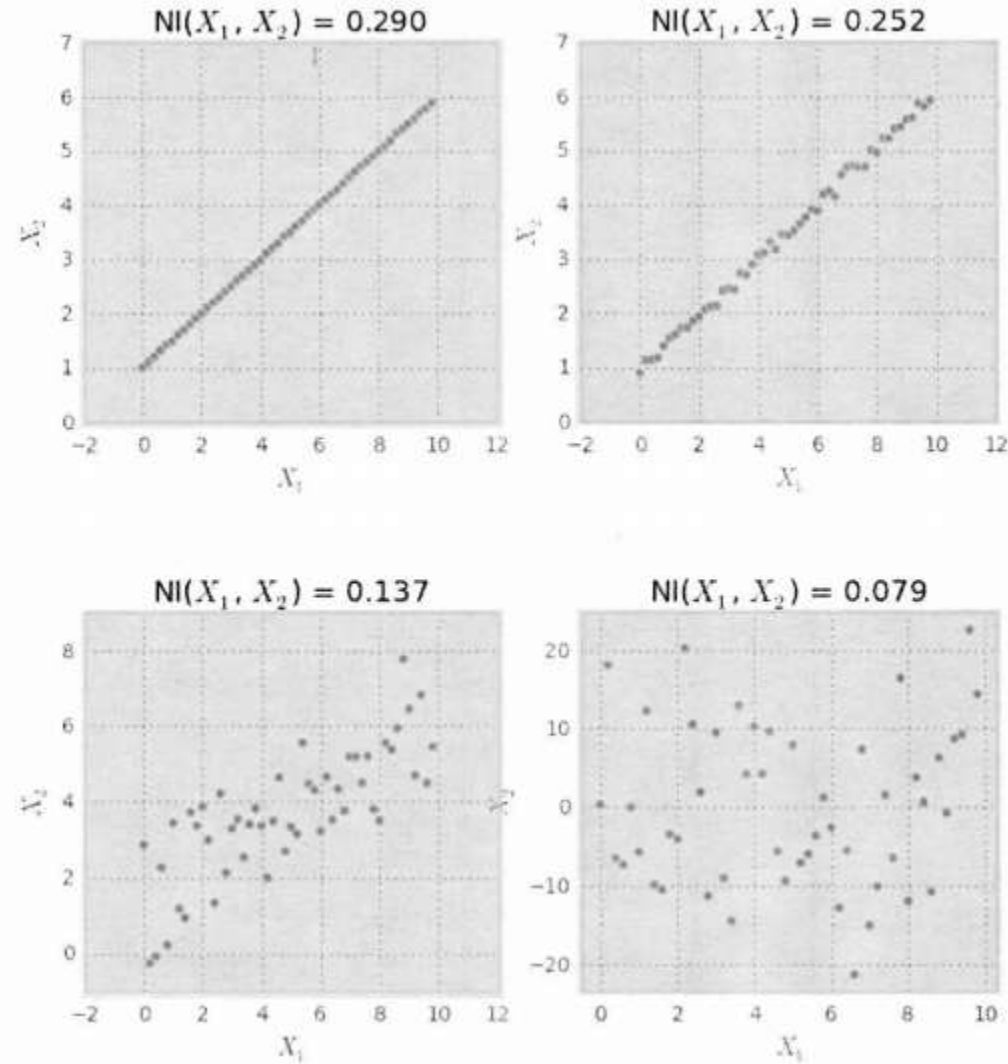 NI(X₁, X₂) = 0.290
7
6
5
4
3
2
1
0
X₂
−2 0 2 4 6 8 10 12
X₁
NI(X₁, X₂) = 0.252
7
6
5
4
3
2
1
0
X₂
−2 0 2 4 6 8 10 12
X₁
NI(X₁, X₂) = 0.137
8
6
4
2
0
X₂
−2 0 2 4 6 8 10 12
X₁
NI(X₁, X₂) = 0.079
20
10
0
−10
−20
X₂
0 2 4 6 8 10
X₁